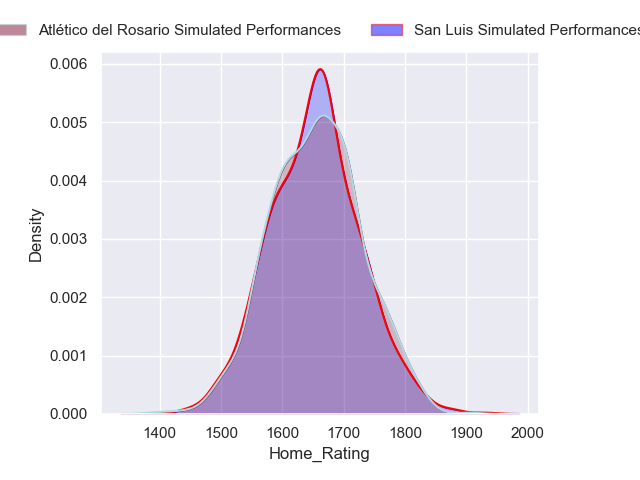 Atlético del Rosario Simulated Performances San Luis Simulated Performances
0.006
0.005
0.004
0.003
0.002
0.001
0.000
Density
1400 1500 1600 1700 1800 1900 2000
Home_Rating